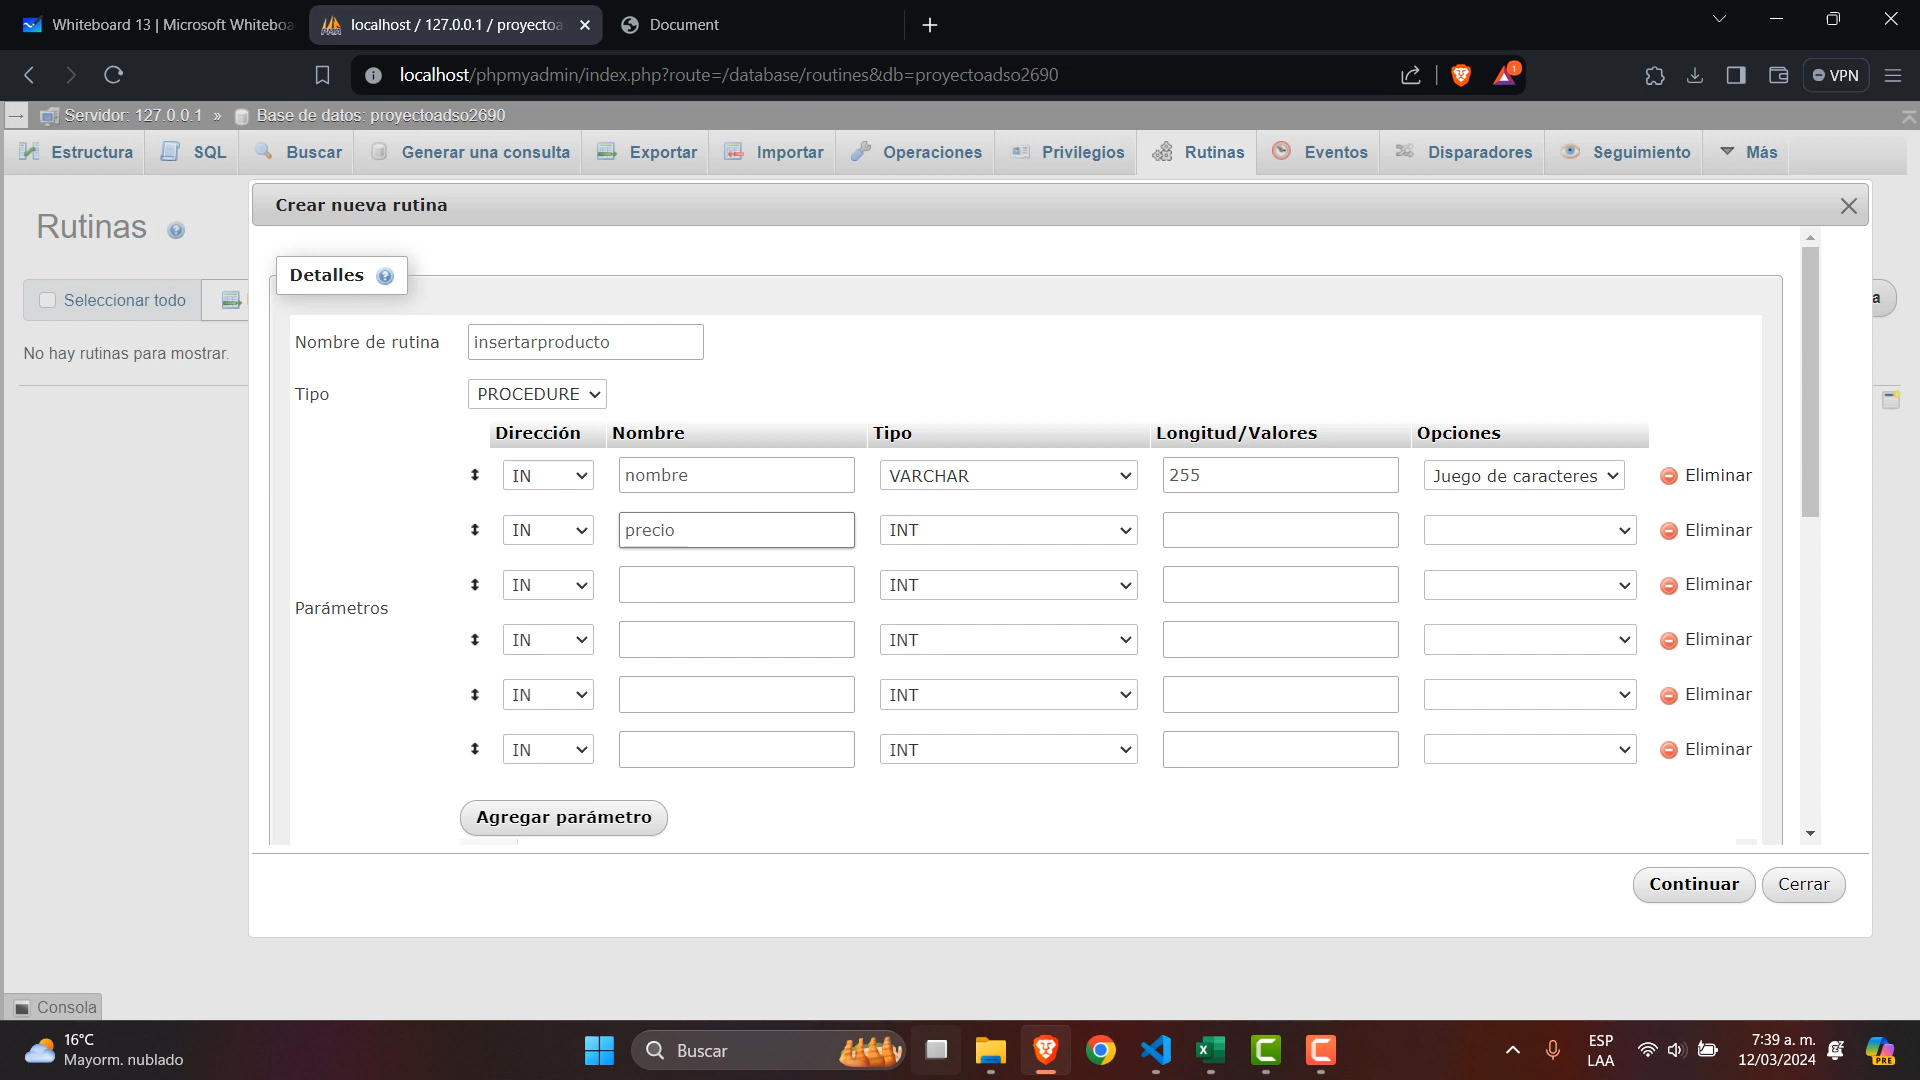 Whiteboard 13 | Microsoft Whiteboa
localhost / 127.0.0.1 / proyectoa
Document
localhost/phpmyadmin/index.php?route=/database/routines&db=proyectoadso2690
1
VPN
Servidor: 127.0.0.1 » Base de datos: proyectoadso2690
Estructura
SQL
Buscar
Generar una consulta
Exportar
Importar
Operaciones
Privilegios
Rutinas
Eventos
Disparadores
Seguimiento
Más
Rutinas
Crear nueva rutina
Detalles
Seleccionar todo
a
No hay rutinas para mostrar.
Nombre de rutina insertarproducto
Tipo PROCEDURE
Dirección Nombre Tipo Longitud/Valores Opciones
IN nombre VARCHAR 255 Juego de caracteres Eliminar
IN precio INT Eliminar
IN INT Eliminar
Parámetros
IN INT Eliminar
IN INT Eliminar
IN INT Eliminar
Agregar parámetro
Continuar
Cerrar
Consola
16°C
Mayorm. nublado
Buscar
ESP
LAA
7:39 a. m.
12/03/2024
PRE